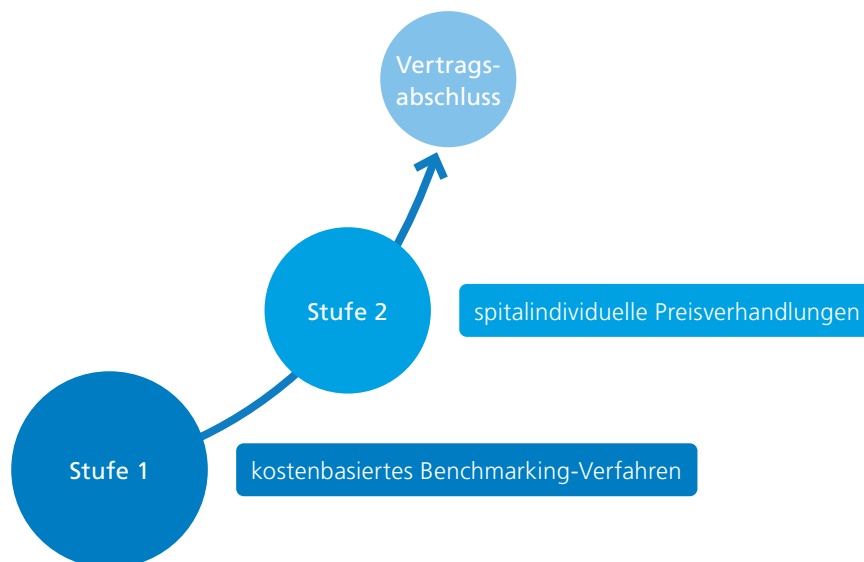 Vertrags-
abschluss
Stufe 2
spitalindividuelle Preisverhandlungen
Stufe 1
kostenbasiertes Benchmarking-Verfahren